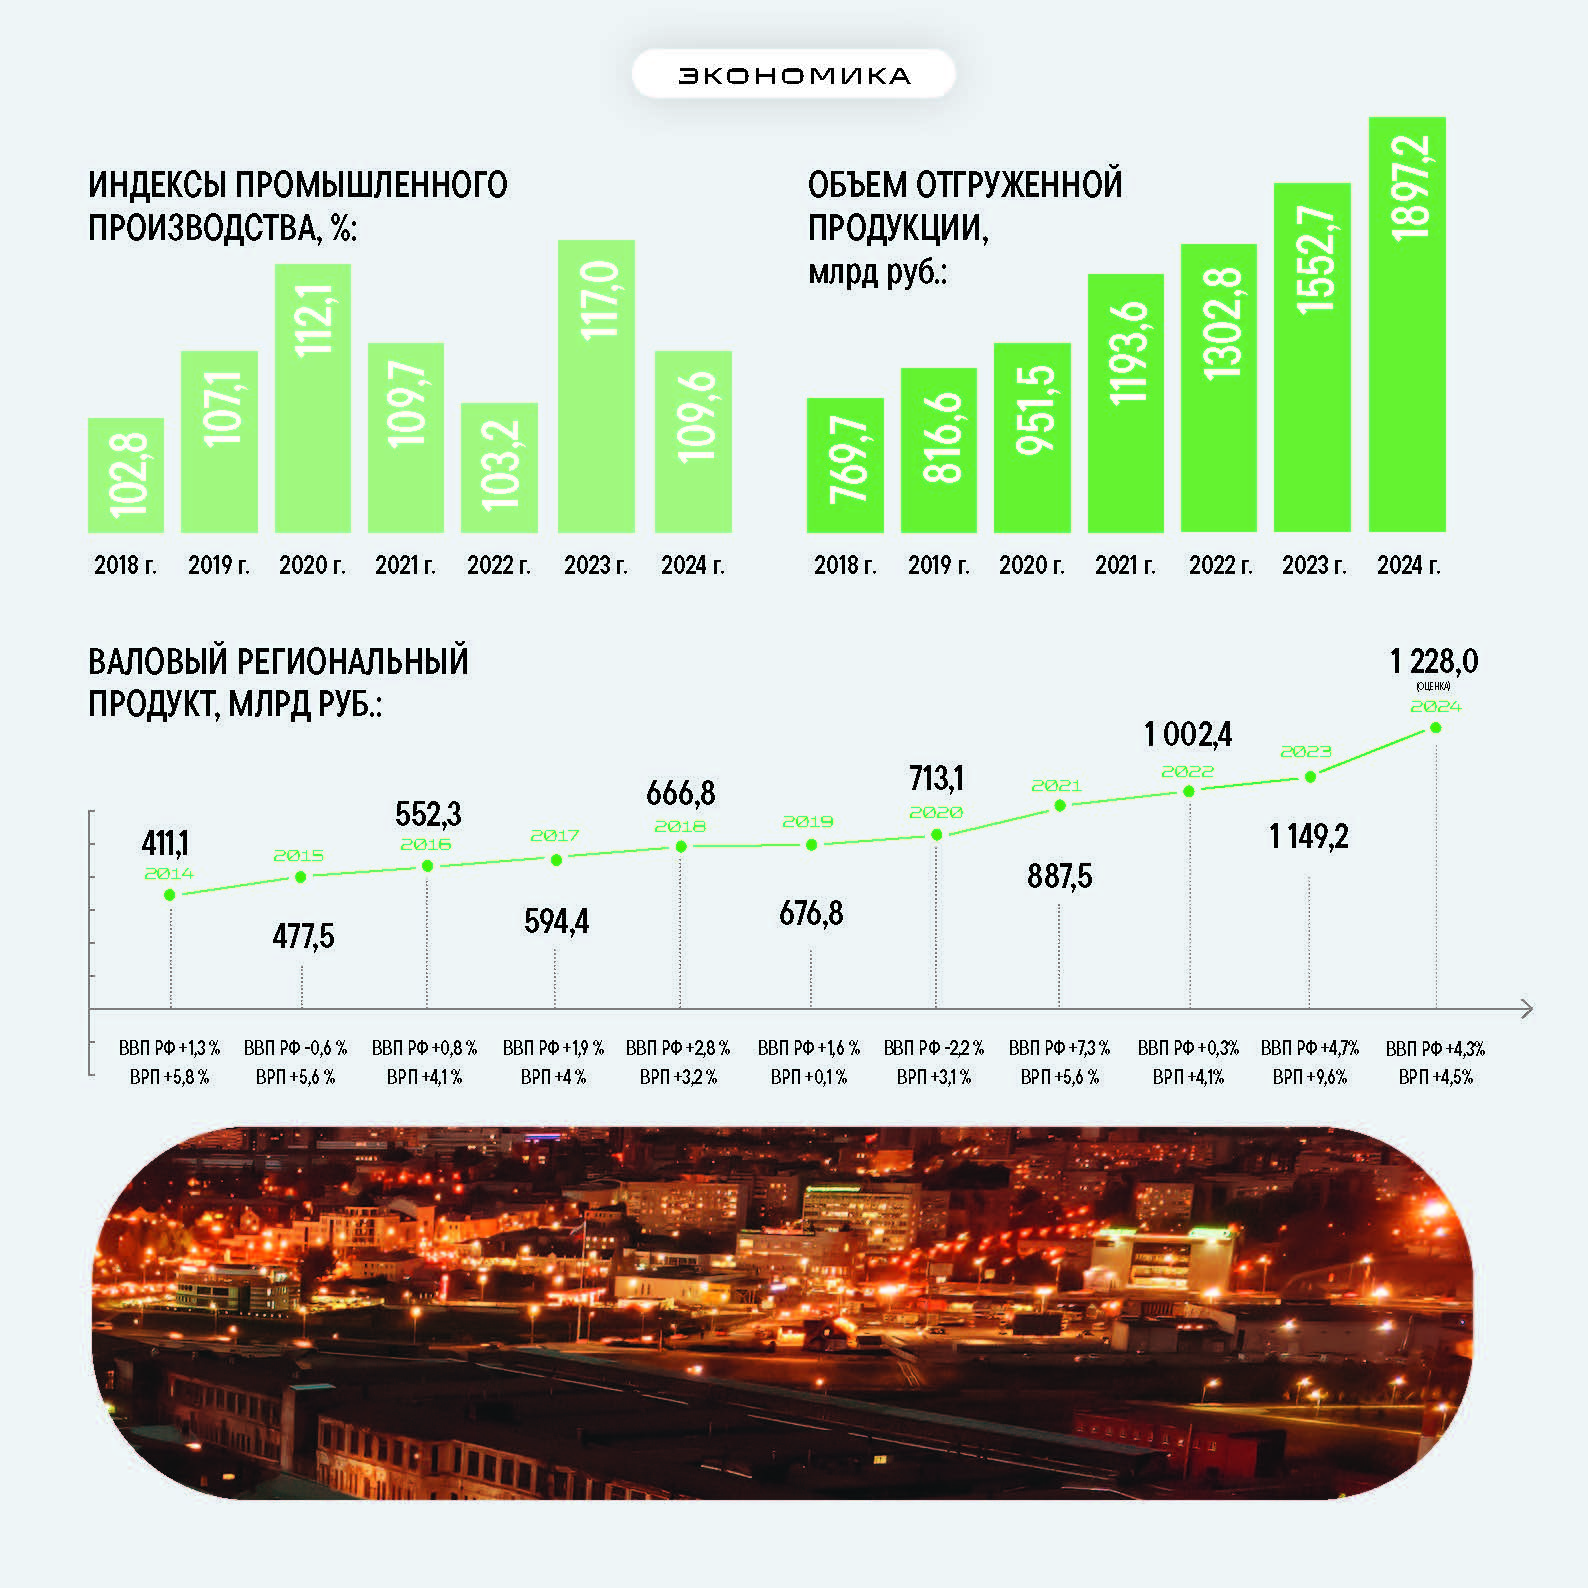 ЭКОНОМИКА
ИНДЕКСЫ ПРОМЫШЛЕННОГО
ПРОИЗВОДСТВА, %:
102,8
107,1
112,1
109,7
103,2
117,0
109,6
2018 г.
2019 г.
2020 г.
2021 г.
2022 г.
2023 г.
2024 г.
ОБЪЕМ ОТГРУЖЕННОЙ
ПРОДУКЦИИ,
млрд руб.:
769,7
816,6
951,5
1193,6
1302,8
1552,7
1897,2
2018 г.
2019 г.
2020 г.
2021 г.
2022 г.
2023 г.
2024 г.
ВАЛОВЫЙ РЕГИОНАЛЬНЫЙ
ПРОДУКТ, МЛРД РУБ.:
411,1
2014
2015
477,5
552,3
2016
2017
594,4
666,8
2018
2019
676,8
713,1
2020
2021
887,5
1 002,4
2022
2023
1 149,2
1 228,0
(ОЦЕНКА)
2024
ВВП РФ +1,3 %
ВРП +5,8 %
ВВП РФ -0,6 %
ВРП +5,6 %
ВВП РФ +0,8 %
ВРП +4,1 %
ВВП РФ +1,9 %
ВРП +4 %
ВВП РФ +2,8 %
ВРП +3,2 %
ВВП РФ +1,6 %
ВРП +0,1 %
ВВП РФ -2,2 %
ВРП +3,1 %
ВВП РФ +7,3 %
ВРП +5,6 %
ВВП РФ +0,3%
ВРП +4,1%
ВВП РФ +4,7%
ВРП +9,6%
ВВП РФ +4,3%
ВРП +4,5%